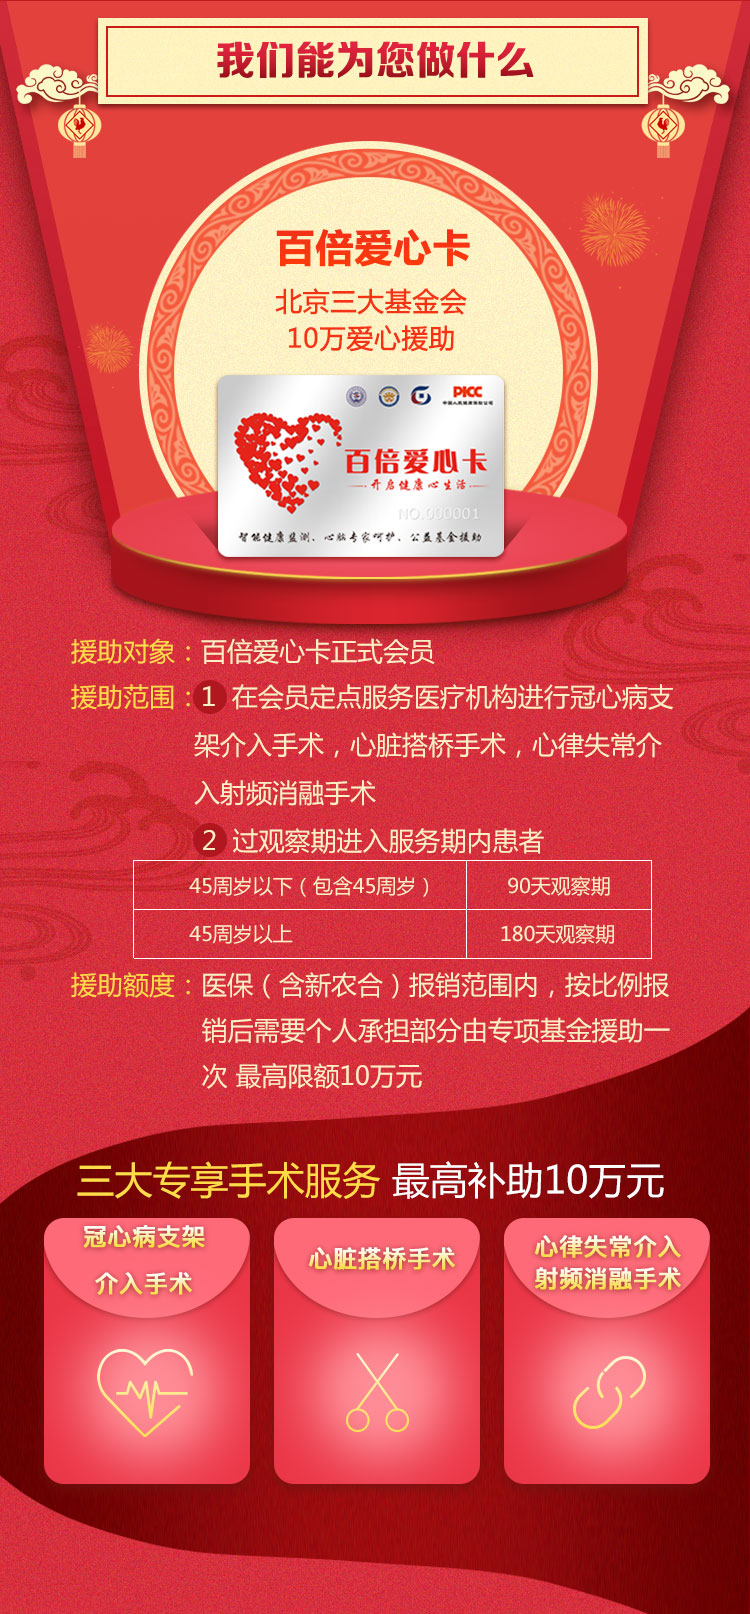 我们能为您做什么
百倍爱心卡
北京三大基金会
10万爱心援助
PICC
中国人民健康保险公司
百倍爱心卡
开启健康心生活
NO.000001
智能健康监测、心脑专家呵护、公益基金援助
援助对象：百倍爱心卡正式会员
援助范围：1 在会员定点服务医疗机构进行冠心病支
架介入手术，心脏搭桥手术，心律失常介
入射频消融手术
2 过观察期进入服务期内患者
45周岁以下（包含45周岁） 90天观察期
45周岁以上 180天观察期
援助额度：医保（含新农合）报销范围内，按比例报
销后需要个人承担部分由专项基金援助一
次 最高限额10万元
三大专享手术服务 最高补助10万元
冠心病支架
介入手术
心脏搭桥手术
心律失常介入
射频消融手术